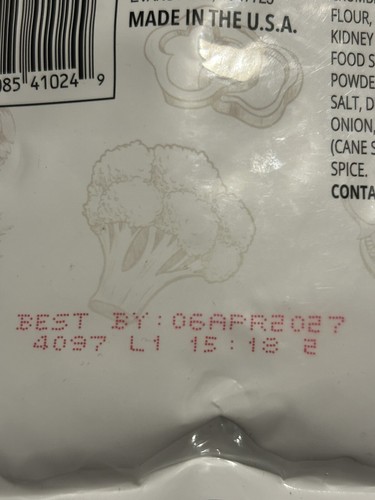 MADE IN THE U.S.A.
085 41024 9
FLOUR,
KIDNEY
FOOD S
POWDE
SALT, D
ONION,
(CANE S
SPICE.
CONTA
BEST BY:06APR2027
4097 L1 15:18 2